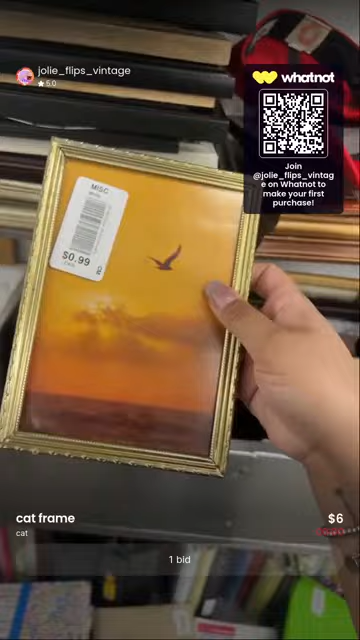 jolie_flips_vintage
★ 5.0
whatnot
Join
@jolie_flips_vintag
e on Whatnot to
make your first
purchase!
MISC
$0.99
cat frame
$6
cat
1 bid